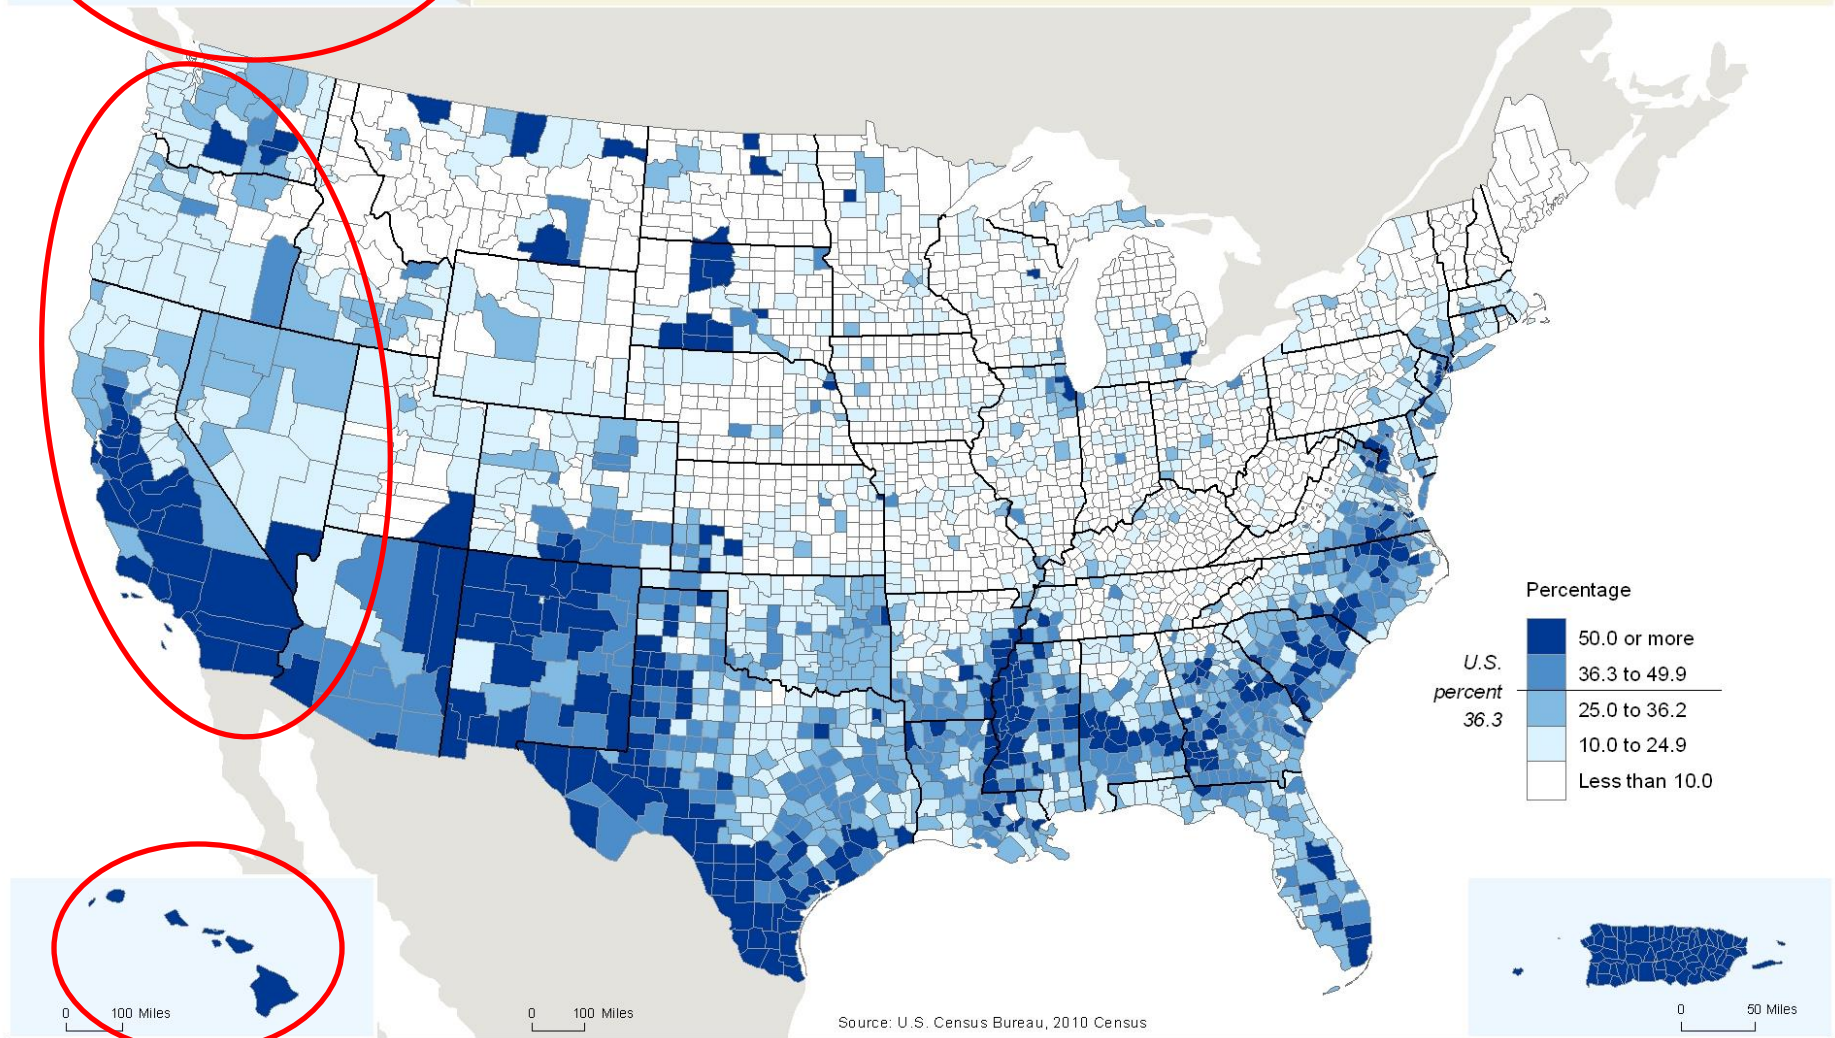 Percentage
50.0 or more
U.S.
percent
36.3
36.3 to 49.9
25.0 to 36.2
10.0 to 24.9
Less than 10.0
0 100 Miles
0 100 Miles
Source: U.S. Census Bureau, 2010 Census
0 50 Miles